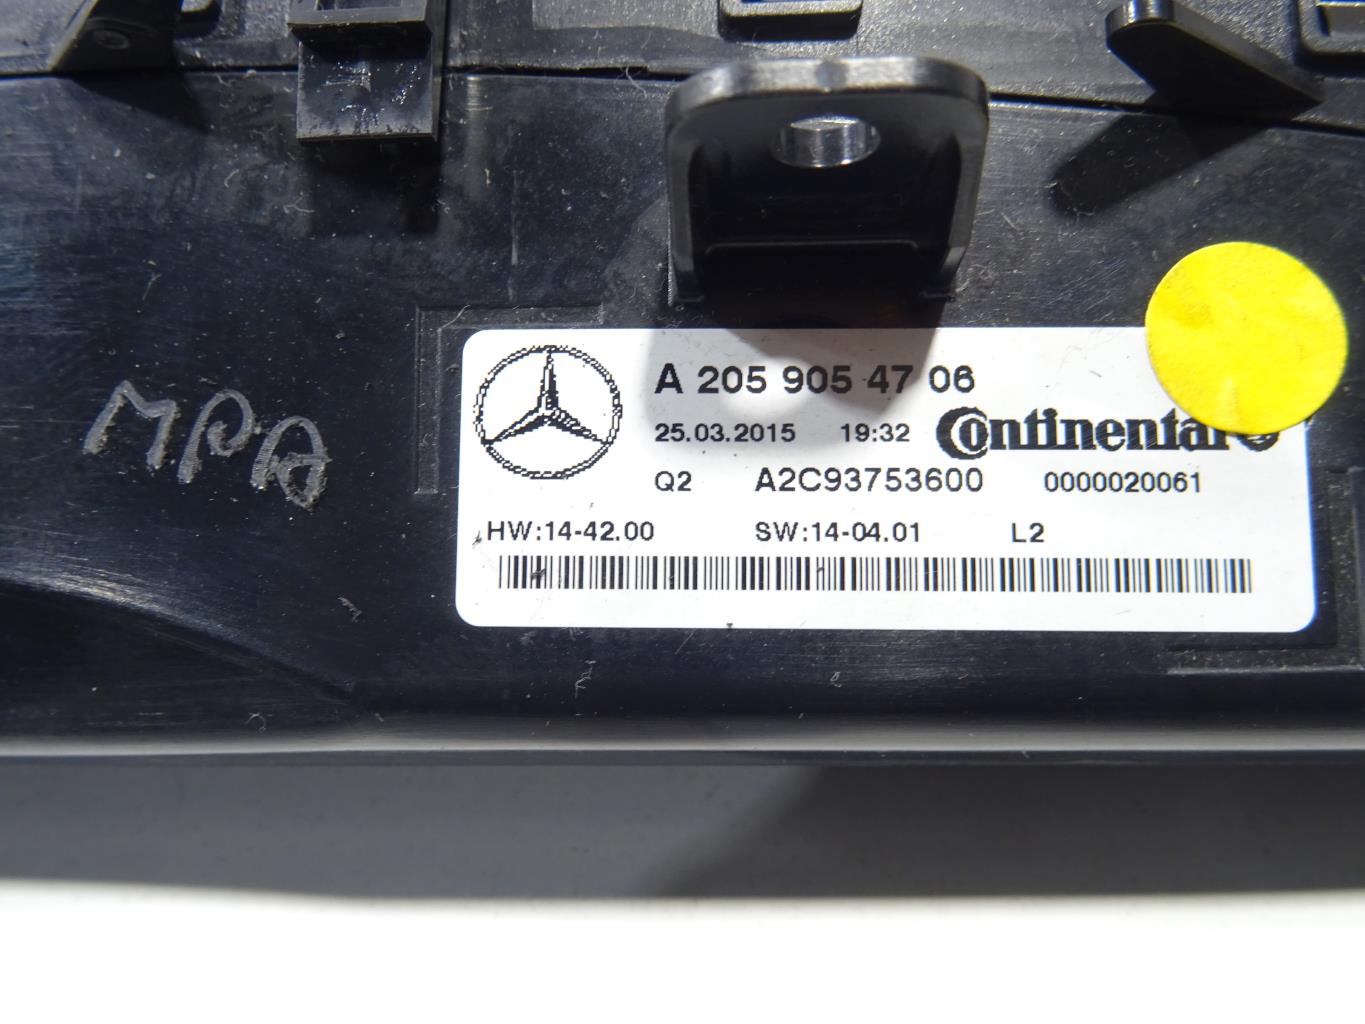 A 205 905 47 06
25.03.2015 19:32 Continental
Q2 A2C93753600 0000020061
HW:14-42.00 SW:14-04.01 L2
MPA